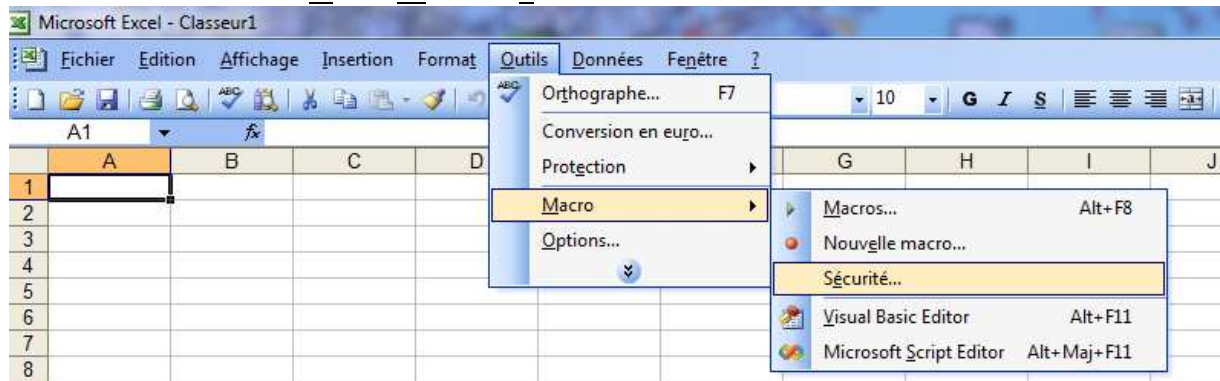 Microsoft Excel - Classeur1
Fichier Edition Affichage Insertion Format Outils Données Fenêtre ?
ABC ABC Orthographe... F7 10 G I S
A1 fx Conversion en euro...
A B C D Protection G H I J
1
2 Macro Macros... Alt+F8
3 Options... Nouvelle macro...
4 Sécurité...
5
6 Visual Basic Editor Alt+F11
7 Microsoft Script Editor Alt+Maj+F11
8